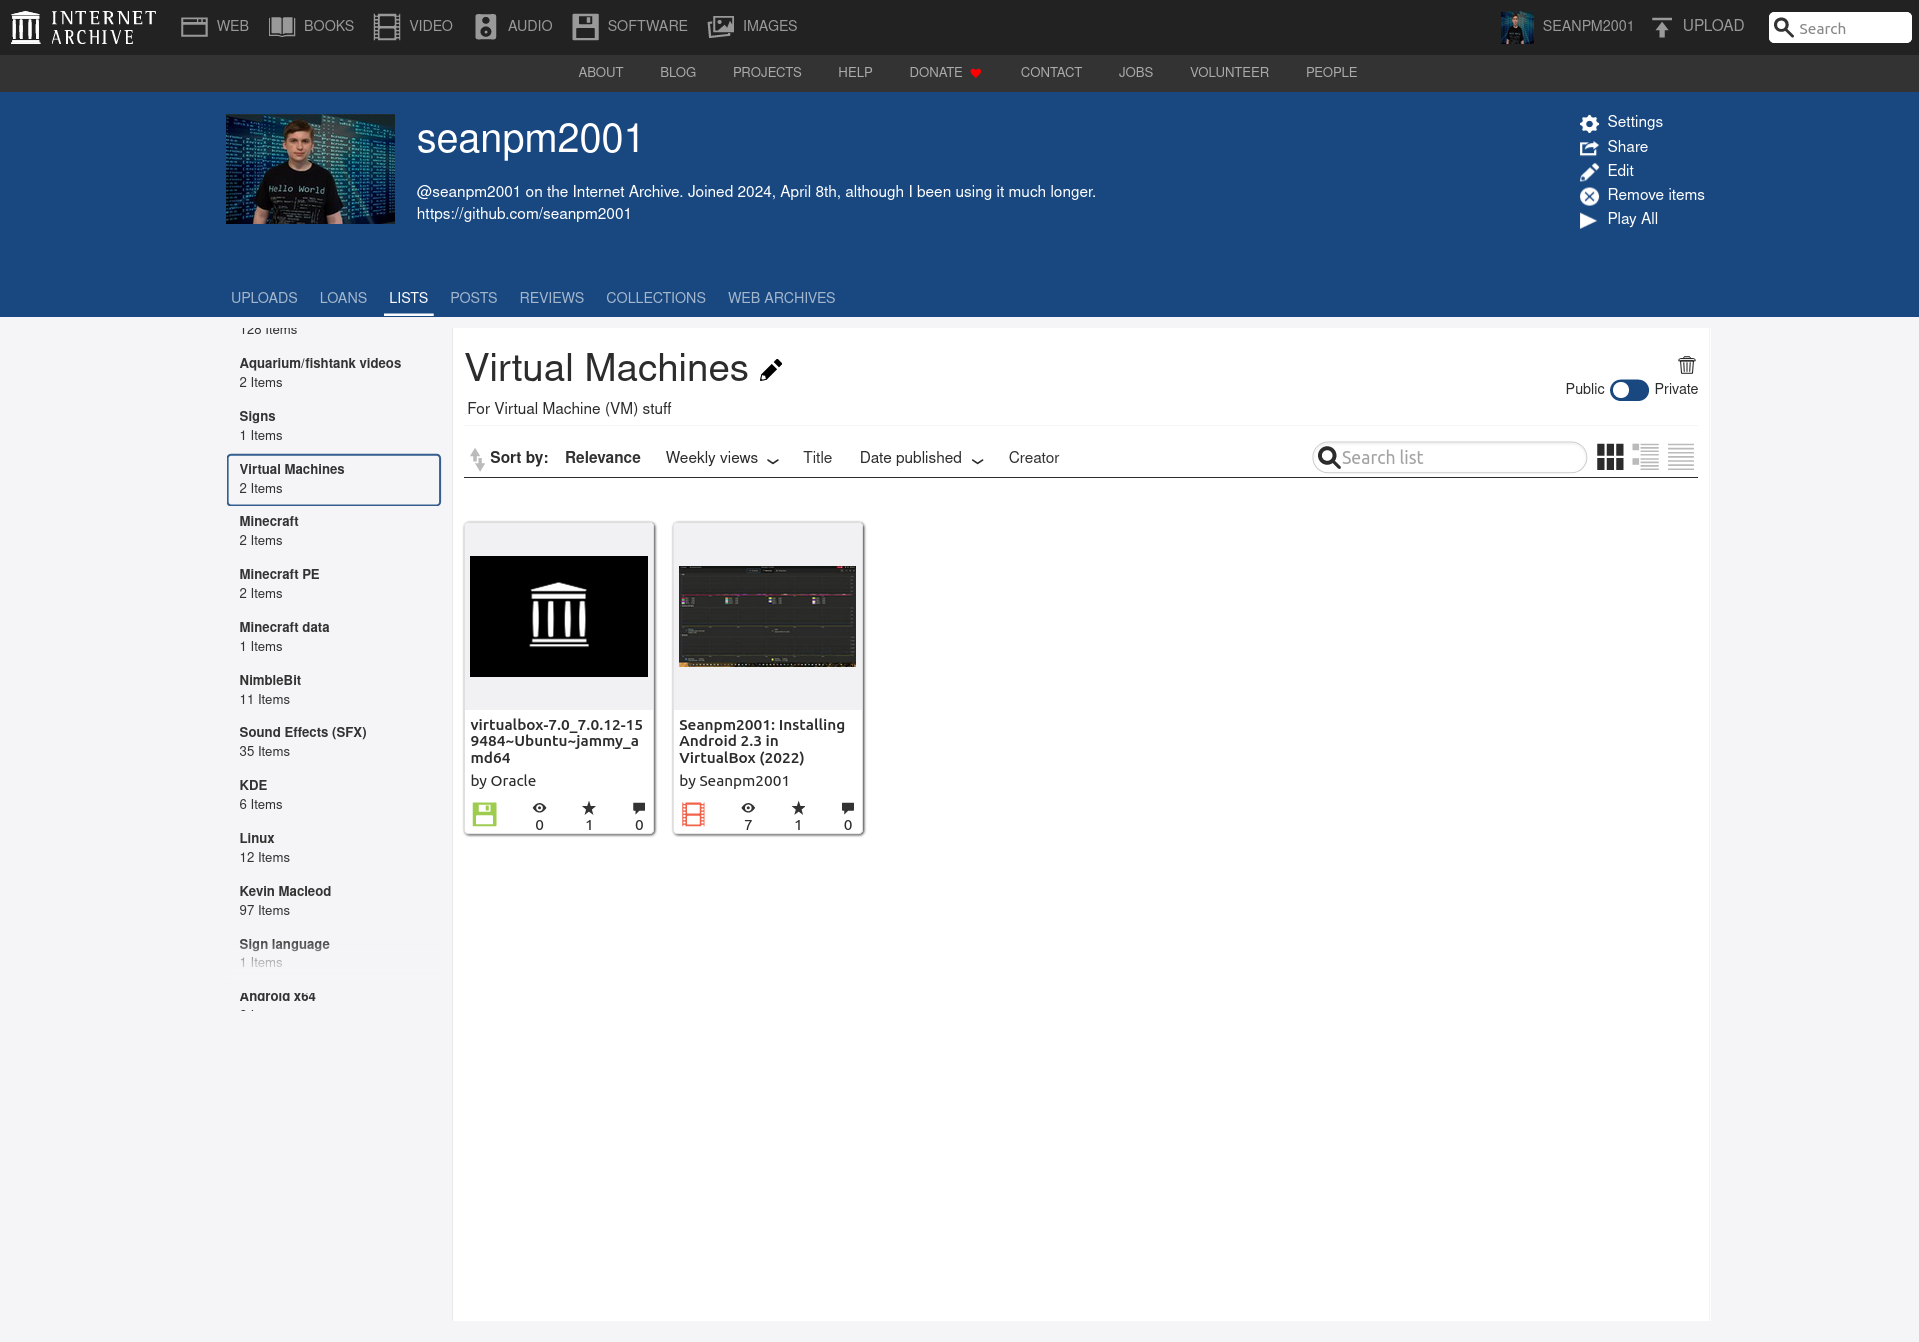 INTERNET
ARCHIVE
WEB
BOOKS
VIDEO
AUDIO
SOFTWARE
IMAGES
SEANPM2001
UPLOAD
Search
ABOUT
BLOG
PROJECTS
HELP
DONATE
CONTACT
JOBS
VOLUNTEER
PEOPLE
Hello World
seanpm2001
@seanpm2001 on the Internet Archive. Joined 2024, April 8th, although I been using it much longer.
https://github.com/seanpm2001
Settings
Share
Edit
Remove items
Play All
UPLOADS
LOANS
LISTS
POSTS
REVIEWS
COLLECTIONS
WEB ARCHIVES
128 Items
Aquarium/fishtank videos
2 Items
Signs
1 Items
Virtual Machines
2 Items
Minecraft
2 Items
Minecraft PE
2 Items
Minecraft data
1 Items
NimbleBit
11 Items
Sound Effects (SFX)
35 Items
KDE
6 Items
Linux
12 Items
Kevin Macleod
97 Items
Sign language
1 Items
Android x64
Virtual Machines
For Virtual Machine (VM) stuff
Public
Private
Sort by:
Relevance
Weekly views
Title
Date published
Creator
Search list
virtualbox-7.0_7.0.12-15
9484~Ubuntu~jammy_a
md64
by Oracle
0
1
0
Seanpm2001: Installing
Android 2.3 in
VirtualBox (2022)
by Seanpm2001
7
1
0